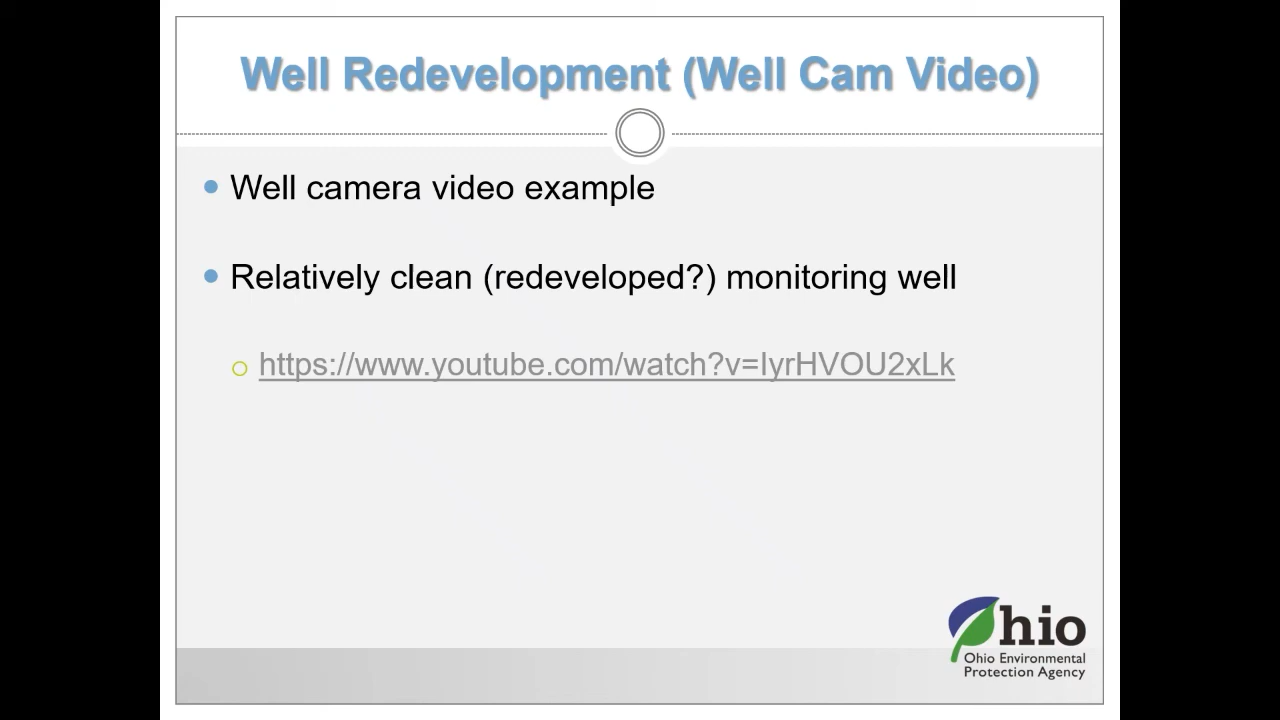 Well Redevelopment (Well Cam Video)
Well camera video example
Relatively clean (redeveloped?) monitoring well
https://www.youtube.com/watch?v=IyrHVOU2xLk
Ohio
Ohio Environmental
Protection Agency